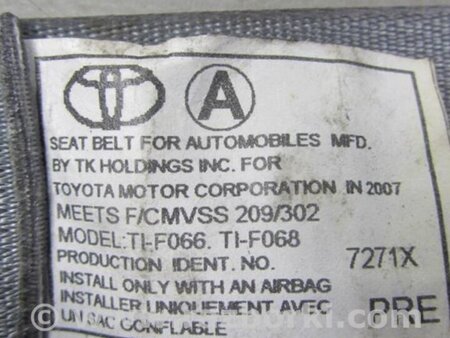 A
SEAT BELT FOR AUTOMOBILES MFD.
BY TK HOLDINGS INC. FOR
TOYOTA MOTOR CORPORATION IN 2007
MEETS F/CMVSS 209/302
MODEL:TI-F066. TI-F068
PRODUCTION IDENT. NO. 7271X
INSTALL ONLY WITH AN AIRBAG
INSTALLER UNIQUEMENT AVEC PRE
UN SAC GONFLABLE